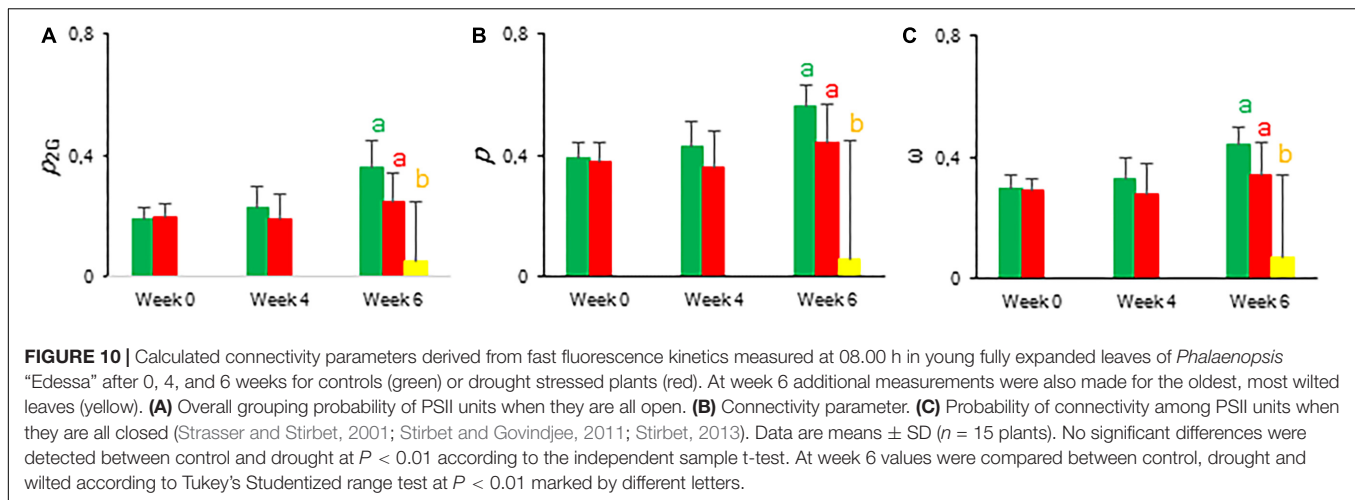 A
B
C
0,8
0,8
0,8
0,4
0,4
0,4
0
0
0
p2G
p
ω
a
a
b
a
a
b
a
a
b
Week 0
Week 4
Week 6
Week 0
Week 4
Week 6
Week 0
Week 4
Week 6
FIGURE 10 | Calculated connectivity parameters derived from fast fluorescence kinetics measured at 08.00 h in young fully expanded leaves of Phalaenopsis
“Edessa” after 0, 4, and 6 weeks for controls (green) or drought stressed plants (red). At week 6 additional measurements were also made for the oldest, most wilted
leaves (yellow). (A) Overall grouping probability of PSII units when they are all open. (B) Connectivity parameter. (C) Probability of connectivity among PSII units when
they are all closed (Strasser and Stirbet, 2001; Stirbet and Govindjee, 2011; Stirbet, 2013). Data are means ± SD (n = 15 plants). No significant differences were
detected between control and drought at P < 0.01 according to the independent sample t-test. At week 6 values were compared between control, drought and
wilted according to Tukey’s Studentized range test at P < 0.01 marked by different letters.